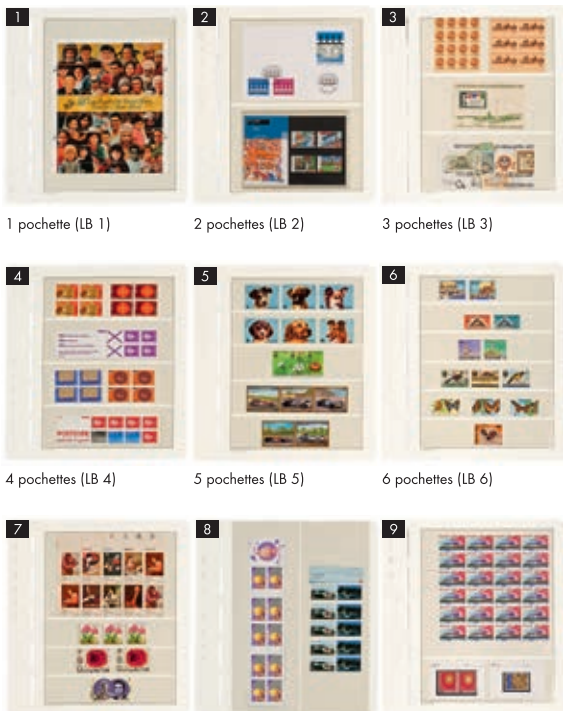 1
2
3
1 pochette (LB 1)
2 pochettes (LB 2)
3 pochettes (LB 3)
4
5
6
4 pochettes (LB 4)
5 pochettes (LB 5)
6 pochettes (LB 6)
7
8
9